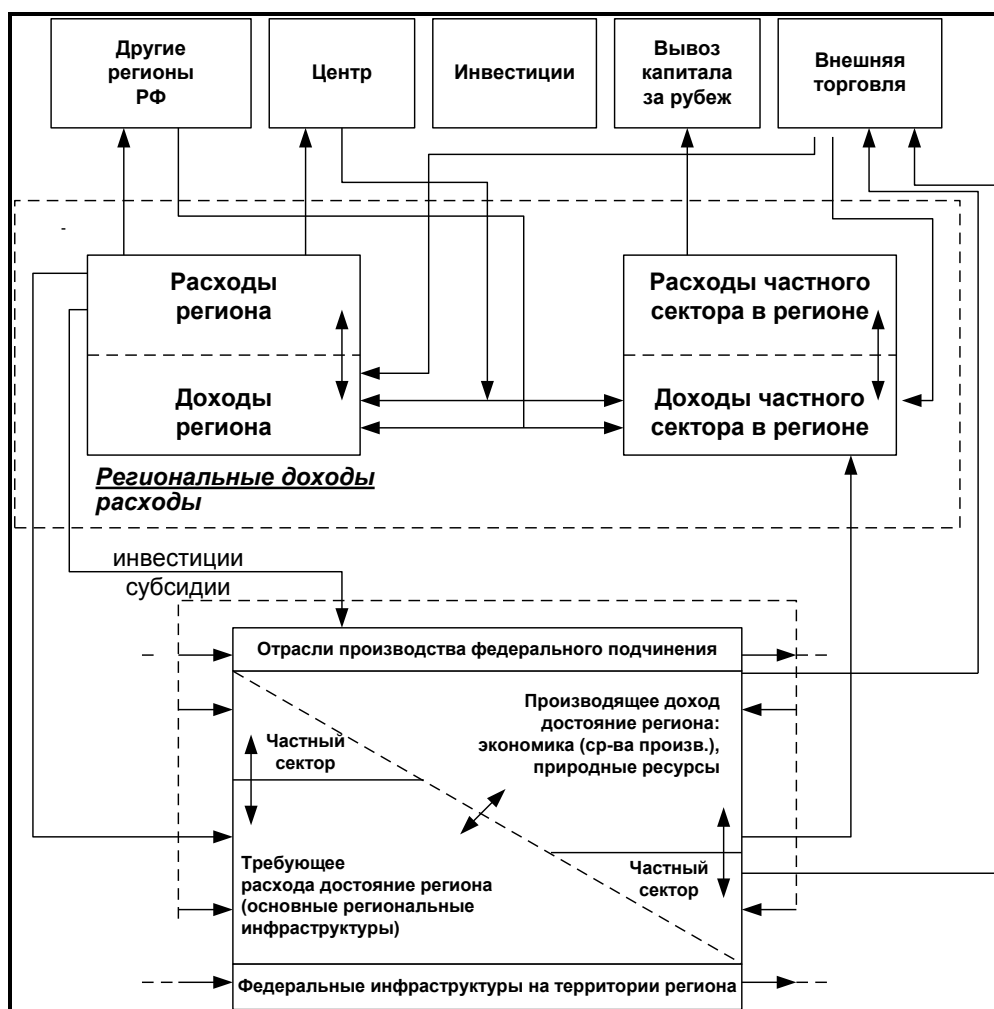 Другие
регионы
РФ
Центр
Инвестиции
Вывоз
капитала
за рубеж
Внешняя
торговля
Расходы
региона
Доходы
региона
Расходы частного
сектора в регионе
Доходы частного
сектора в регионе
Региональные доходы
расходы
инвестиции
субсидии
Отрасли производства федерального подчинения
Производящее доход
достояние региона:
экономика (ср-ва произв.),
природные ресурсы
Частный
сектор
Требующее
расхода достояние региона
(основные региональные
инфраструктуры)
Частный
сектор
Федеральные инфраструктуры на территории региона